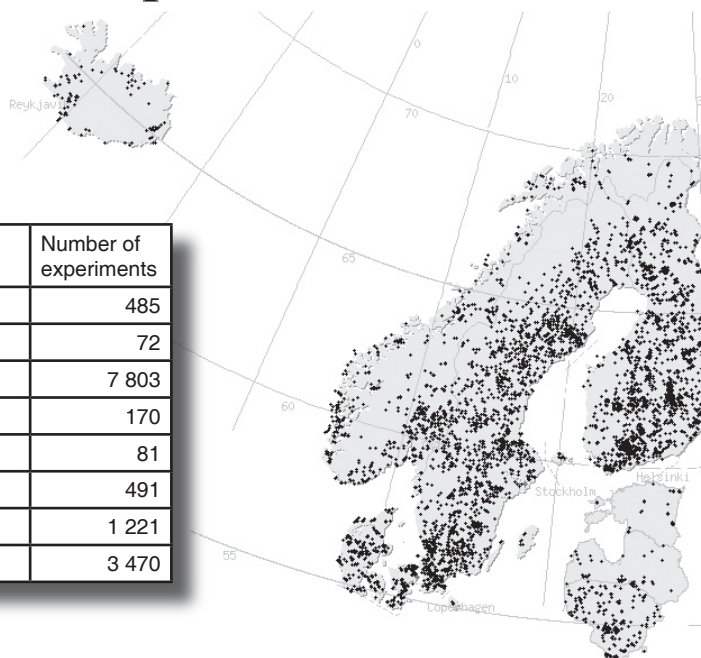 Reykjav
0
10
20
70
65
60
55
Number of
experiments
485
72
7 803
170
81
491
1 221
3 470
Stockholm
Helsinki
Copenhagen